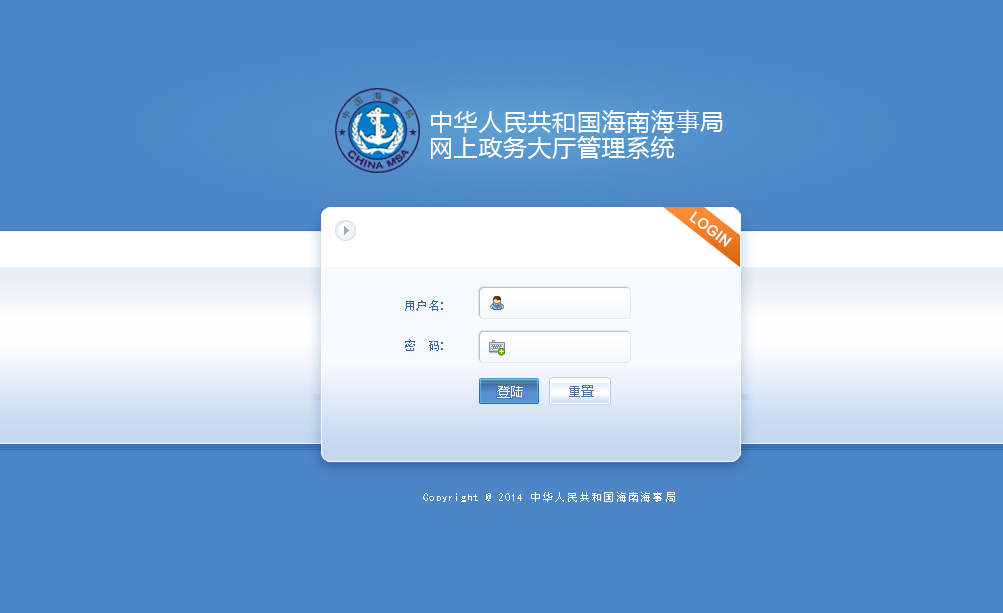 中国海事局
CHINA MSA
中华人民共和国海南海事局
网上政务大厅管理系统
LOGIN
用户名:
密 码:
登陆
重置
Copyright @ 2014 中华人民共和国海南海事局